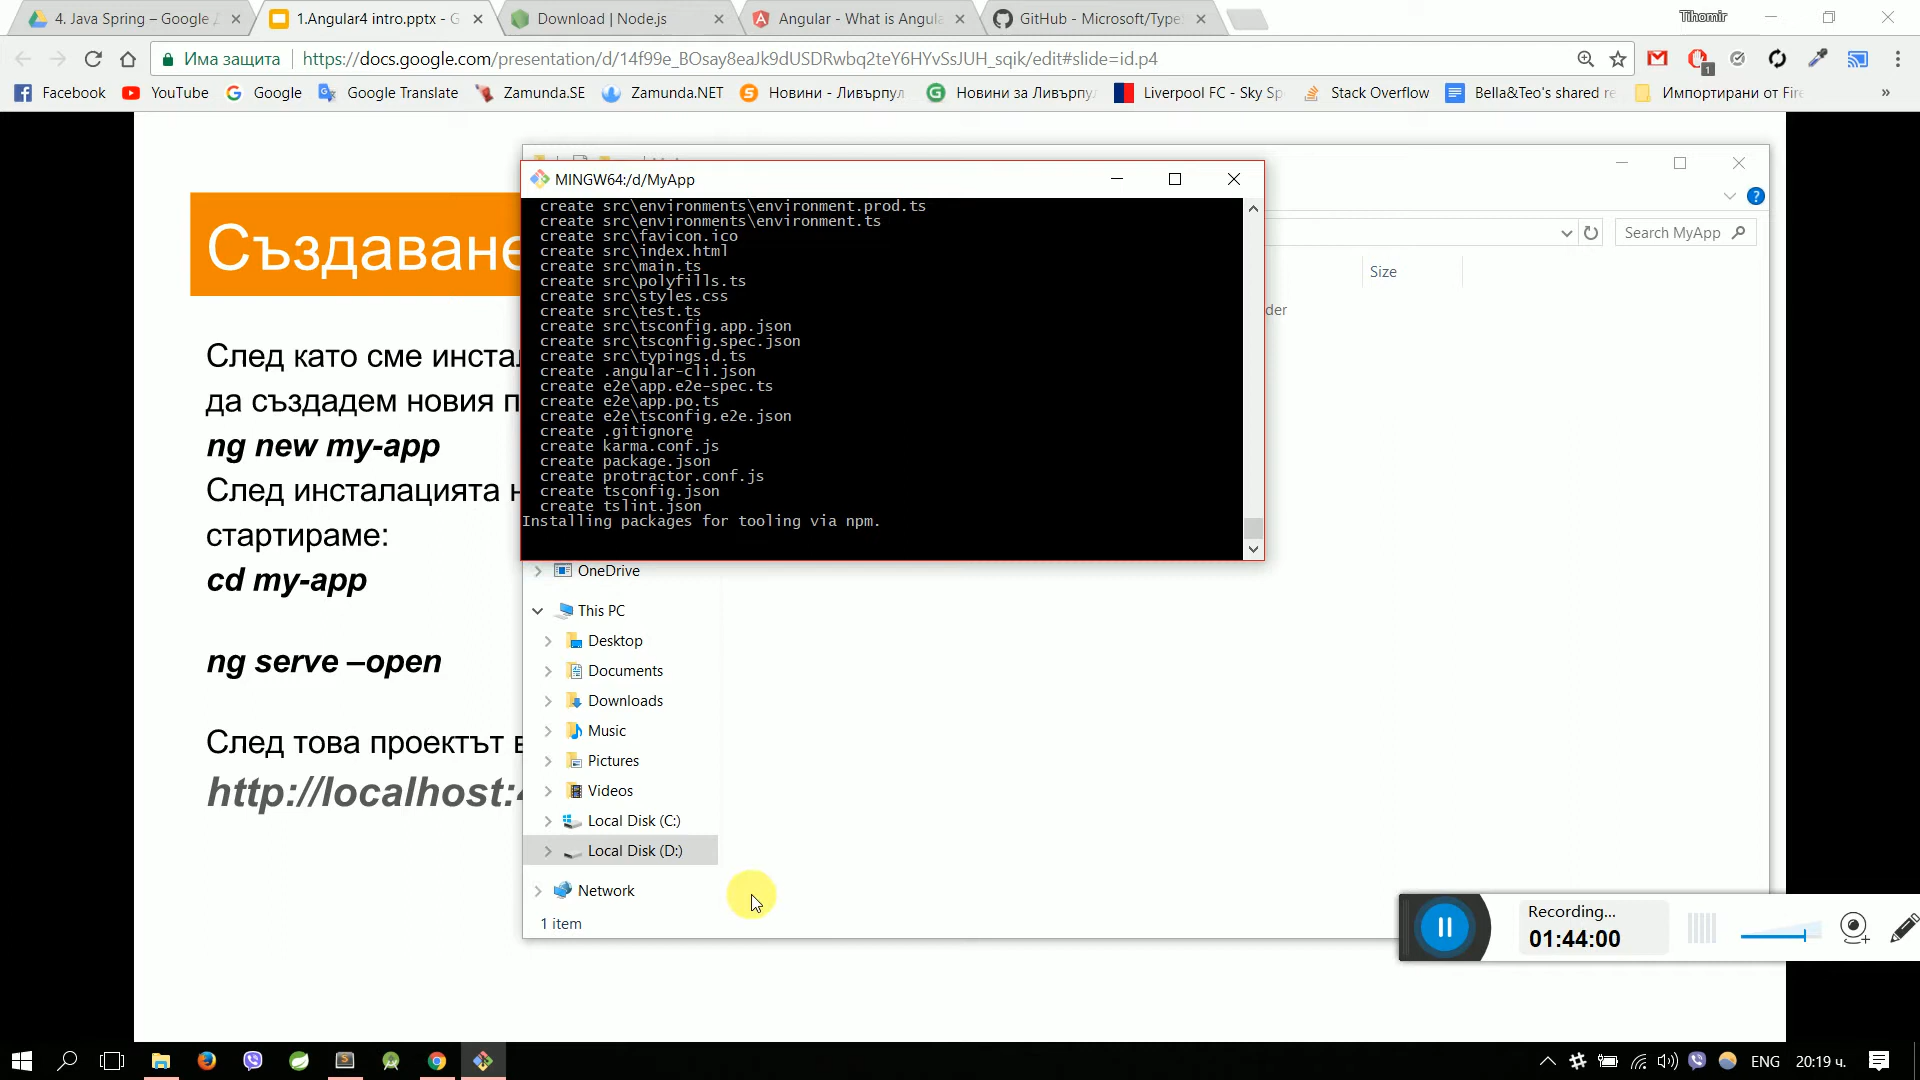 4. Java Spring – Google
1.Angular4 intro.pptx - G
Download | Node.js
Angular - What is Angula
GitHub - Microsoft/Type
Tihomir
Има защита
https://docs.google.com/presentation/d/14f99e_BOsay8eaJk9dUSDRwbq2teY6HYvSsJUH_sqik/edit#slide=id.p4
1
Facebook
YouTube
Google
Google Translate
Zamunda.SE
Zamunda.NET
Новини - Ливърпул
Новини за Ливърпу
Liverpool FC - Sky Sp
Stack Overflow
Bella&Teo's shared re
Импортирани от Fire
»
Създаване
След като сме инстал
да създадем новия п
ng new my-app
След инсталацията н
стартираме:
cd my-app
ng serve –open
След това проектът в
http://localhost:4
MINGW64:/d/MyApp
create src\environments\environment.prod.ts
create src\environments\environment.ts
create src\favicon.ico
create src\index.html
create src\main.ts
create src\polyfills.ts
create src\styles.css
create src\test.ts
create src\tsconfig.app.json
create src\tsconfig.spec.json
create src\typings.d.ts
create .angular-cli.json
create e2e\app.e2e-spec.ts
create e2e\app.po.ts
create e2e\tsconfig.e2e.json
create .gitignore
create karma.conf.js
create package.json
create protractor.conf.js
create tsconfig.json
create tslint.json
Installing packages for tooling via npm.
Search MyApp
Size
der
OneDrive
This PC
Desktop
Documents
Downloads
Music
Pictures
Videos
Local Disk (C:)
Local Disk (D:)
Network
1 item
Recording...
01:44:00
ENG
20:19 ч.